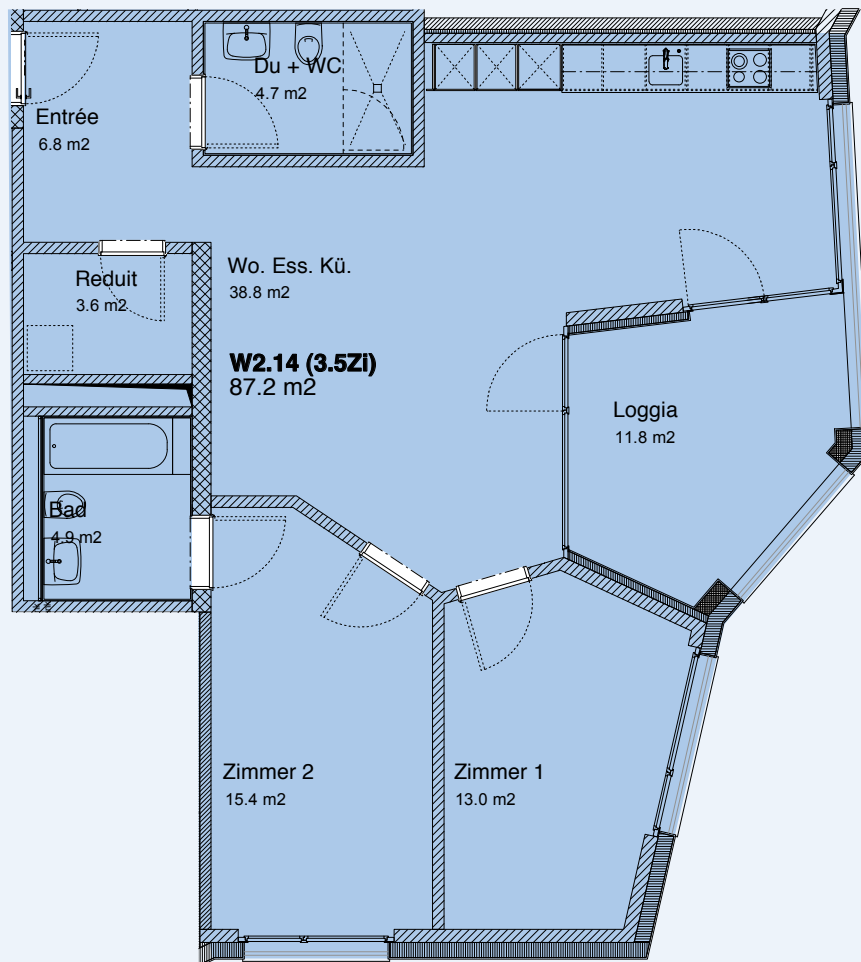 Du + WC
4.7 m2
Entrée
6.8 m2
Reduit
3.6 m2
Wo. Ess. Kü.
38.8 m2
W2.14 (3.5Zi)
87.2 m2
Loggia
11.8 m2
Bad
4.9 m2
Zimmer 2
15.4 m2
Zimmer 1
13.0 m2